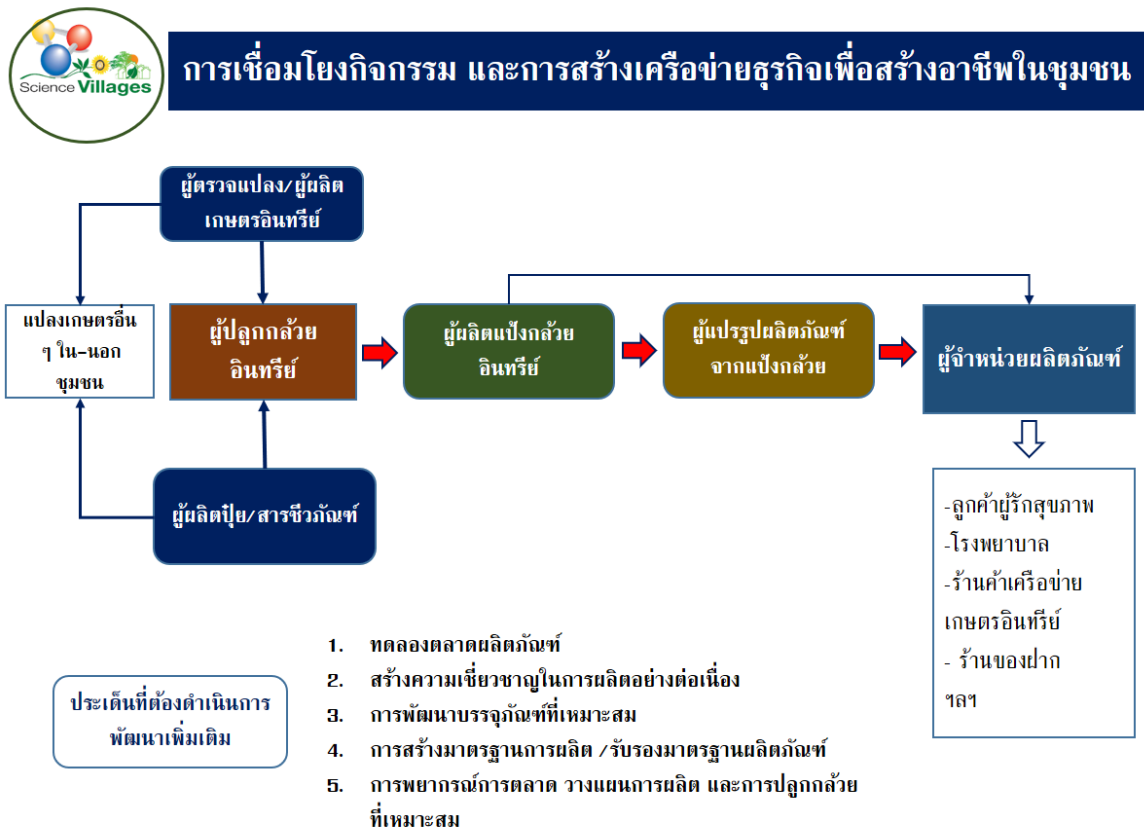 Science Villages
การเชื่อมโยงกิจกรรม และการสร้างเครือข่ายธุรกิจเพื่อสร้างอาชีพในชุมชน
ผู้ตรวจแปลง/ผู้ผลิต
เกษตรอินทรีย์
แปลงเกษตรอื่น
ๆ ใน-นอก
ชุมชน
ผู้ปลูกกล้วย
อินทรีย์
ผู้ผลิตแป้งกล้วย
อินทรีย์
ผู้แปรรูปผลิตภัณฑ์
จากแป้งกล้วย
ผู้จำหน่วยผลิตภัณฑ์
ผู้ผลิตปุ๋ย/สารชีวภัณฑ์
-ลูกค้าผู้รักสุขภาพ
-โรงพยาบาล
-ร้านค้าเครือข่าย
เกษตรอินทรีย์
- ร้านของฝาก
ฯลฯ
ประเด็นที่ต้องดำเนินการ
พัฒนาเพิ่มเติม
1. ทดลองตลาดผลิตภัณฑ์
2. สร้างความเชี่ยวชาญในการผลิตอย่างต่อเนื่อง
3. การพัฒนาบรรจุภัณฑ์ที่เหมาะสม
4. การสร้างมาตรฐานการผลิต /รับรองมาตรฐานผลิตภัณฑ์
5. การพยากรณ์การตลาด วางแผนการผลิต และการปลูกกล้วย
ที่เหมาะสม